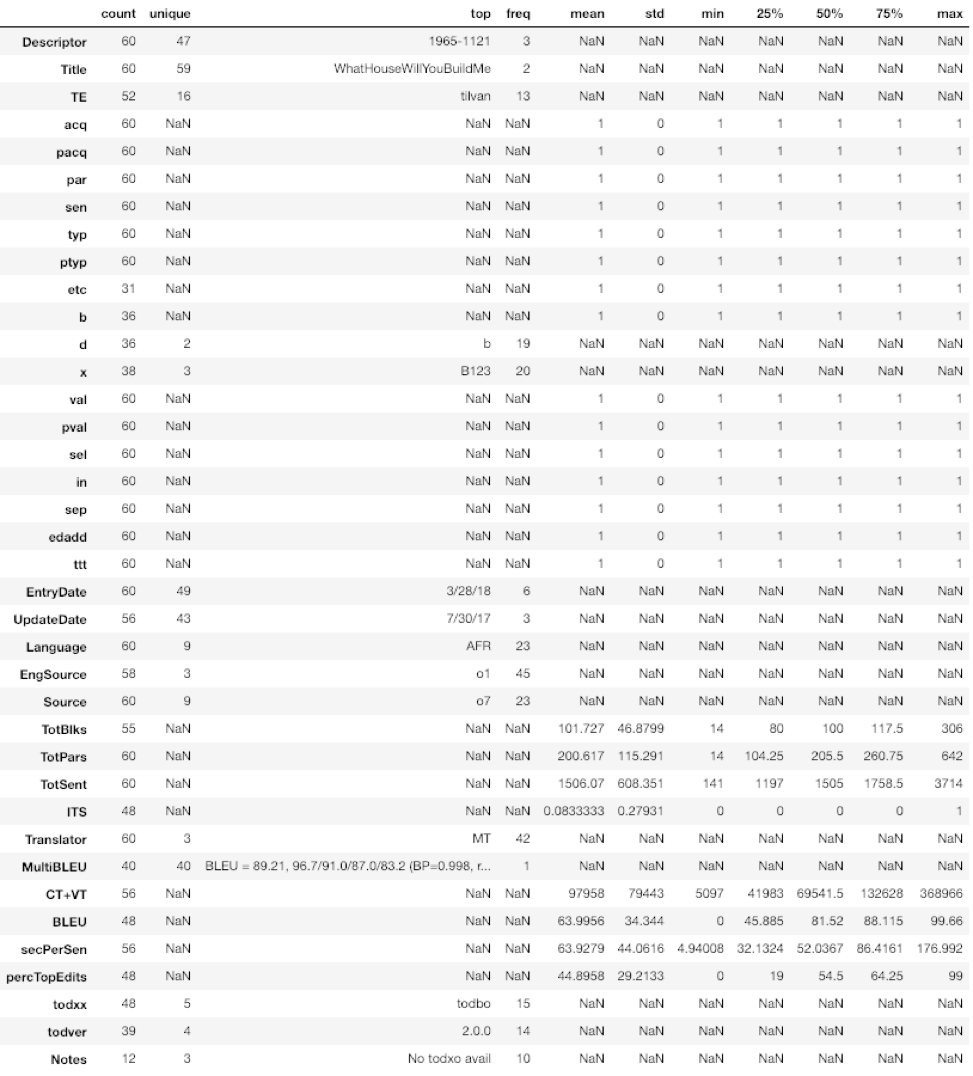 count unique top freq mean std min 25% 50% 75% max
Descriptor 60 47 1965-1121 3 NaN NaN NaN NaN NaN NaN NaN
Title 60 59 WhatHouseWillYouBuildMe 2 NaN NaN NaN NaN NaN NaN NaN
TE 52 16 tilvan 13 NaN NaN NaN NaN NaN NaN NaN
acq 60 NaN NaN NaN 1 0 1 1 1 1 1
pacq 60 NaN NaN NaN 1 0 1 1 1 1 1
par 60 NaN NaN NaN 1 0 1 1 1 1 1
sen 60 NaN NaN NaN 1 0 1 1 1 1 1
typ 60 NaN NaN NaN 1 0 1 1 1 1 1
ptyp 60 NaN NaN NaN 1 0 1 1 1 1 1
etc 31 NaN NaN NaN 1 0 1 1 1 1 1
b 36 NaN NaN NaN 1 0 1 1 1 1 1
d 36 2 b 19 NaN NaN NaN NaN NaN NaN NaN
x 38 3 B123 20 NaN NaN NaN NaN NaN NaN NaN
val 60 NaN NaN NaN 1 0 1 1 1 1 1
pval 60 NaN NaN NaN 1 0 1 1 1 1 1
sel 60 NaN NaN NaN 1 0 1 1 1 1 1
in 60 NaN NaN NaN 1 0 1 1 1 1 1
sep 60 NaN NaN NaN 1 0 1 1 1 1 1
edadd 60 NaN NaN NaN 1 0 1 1 1 1 1
ttt 60 NaN NaN NaN 1 0 1 1 1 1 1
EntryDate 60 49 3/28/18 6 NaN NaN NaN NaN NaN NaN NaN
UpdateDate 56 43 7/30/17 3 NaN NaN NaN NaN NaN NaN NaN
Language 60 9 AFR 23 NaN NaN NaN NaN NaN NaN NaN
EngSource 58 3 o1 45 NaN NaN NaN NaN NaN NaN NaN
Source 60 9 o7 23 NaN NaN NaN NaN NaN NaN NaN
TotBlks 55 NaN NaN NaN 101.727 46.8799 14 80 100 117.5 306
TotPars 60 NaN NaN NaN 200.617 115.291 14 104.25 205.5 260.75 642
TotSent 60 NaN NaN NaN 1506.07 608.351 141 1197 1505 1758.5 3714
ITS 48 NaN NaN NaN 0.0833333 0.27931 0 0 0 0 1
Translator 60 3 MT 42 NaN NaN NaN NaN NaN NaN NaN
MultiBLEU 40 40 BLEU = 89.21, 96.7/91.0/87.0/83.2 (BP=0.998, r... 1 NaN NaN NaN NaN NaN NaN NaN
CT+VT 56 NaN NaN NaN 97958 79443 5097 41983 69541.5 132628 368966
BLEU 48 NaN NaN NaN 63.9956 34.344 0 45.885 81.52 88.115 99.66
secPerSen 56 NaN NaN NaN 63.9279 44.0616 4.94008 32.1324 52.0367 86.4161 176.992
percTopEdits 48 NaN NaN NaN 44.8958 29.2133 0 19 54.5 64.25 99
todxx 48 5 todbo 15 NaN NaN NaN NaN NaN NaN NaN
todver 39 4 2.0.0 14 NaN NaN NaN NaN NaN NaN NaN
Notes 12 3 No todxo avail 10 NaN NaN NaN NaN NaN NaN NaN